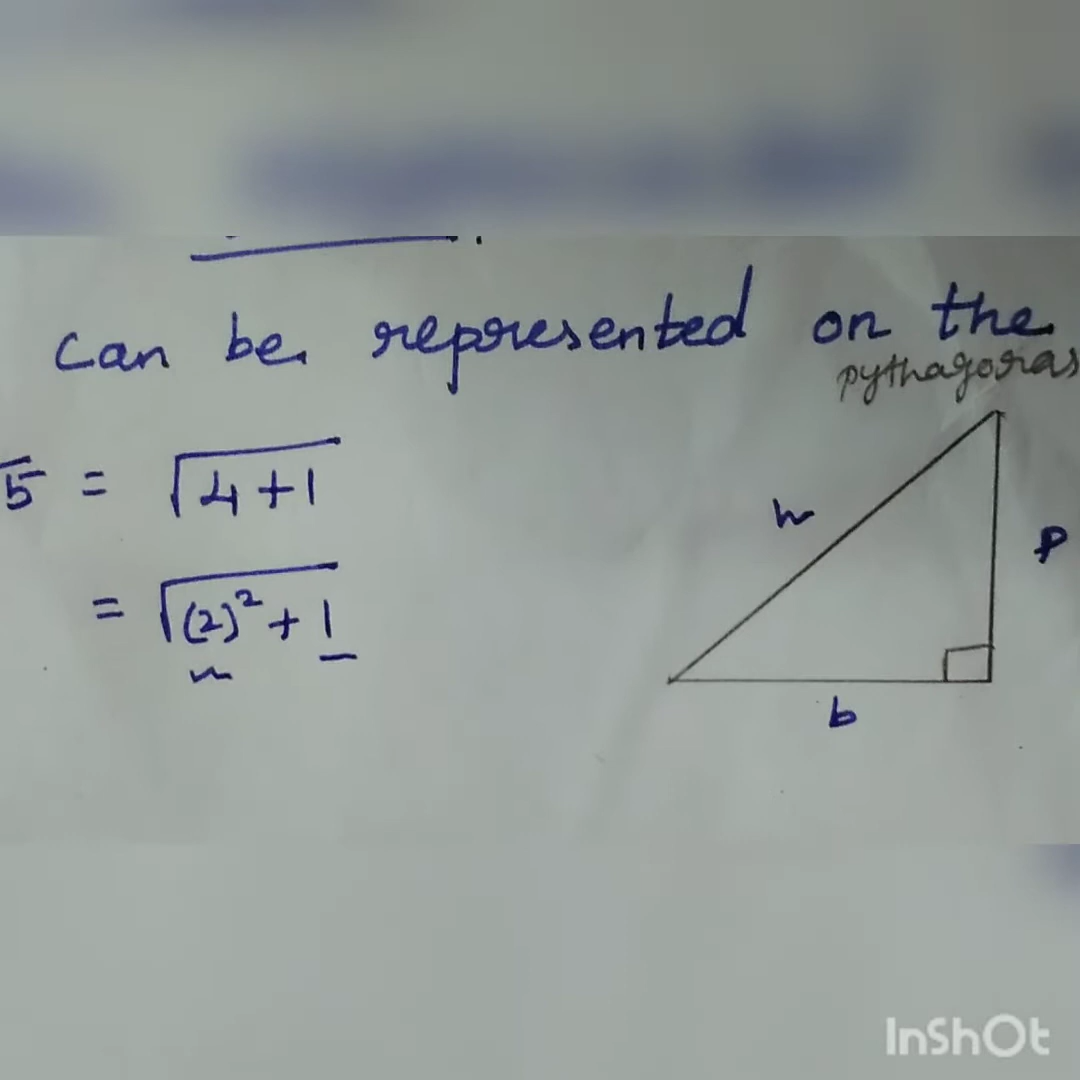 can be represented on the
pythagoras
√5 = √4+1
= √(2)² + 1
h
p
b
InShOt